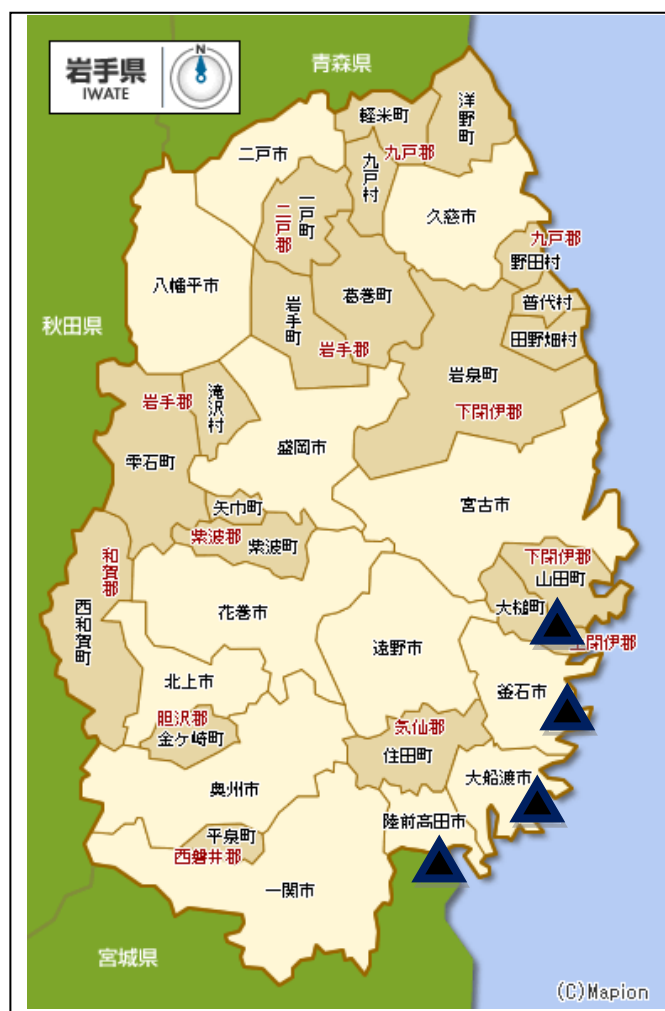 岩手県
IWATE
N
青森県
洋野町
軽米町
九戸郡
二戸市
九戸村
一戸町
二戸郡
久慈市
九戸郡
野田村
八幡平市
葛巻町
普代村
秋田県
岩手町
田野畑村
岩手郡
岩泉町
岩手郡
滝沢村
下閉伊郡
盛岡市
雫石町
宮古市
矢巾町
紫波郡
紫波町
和賀郡
下閉伊郡
山田町
西和賀町
花巻市
大槌町
遠野市
上閉伊郡
北上市
釜石市
胆沢郡
金ケ崎町
気仙郡
住田町
大船渡市
奥州市
陸前高田市
平泉町
西磐井郡
一関市
宮城県
(C)Mapion